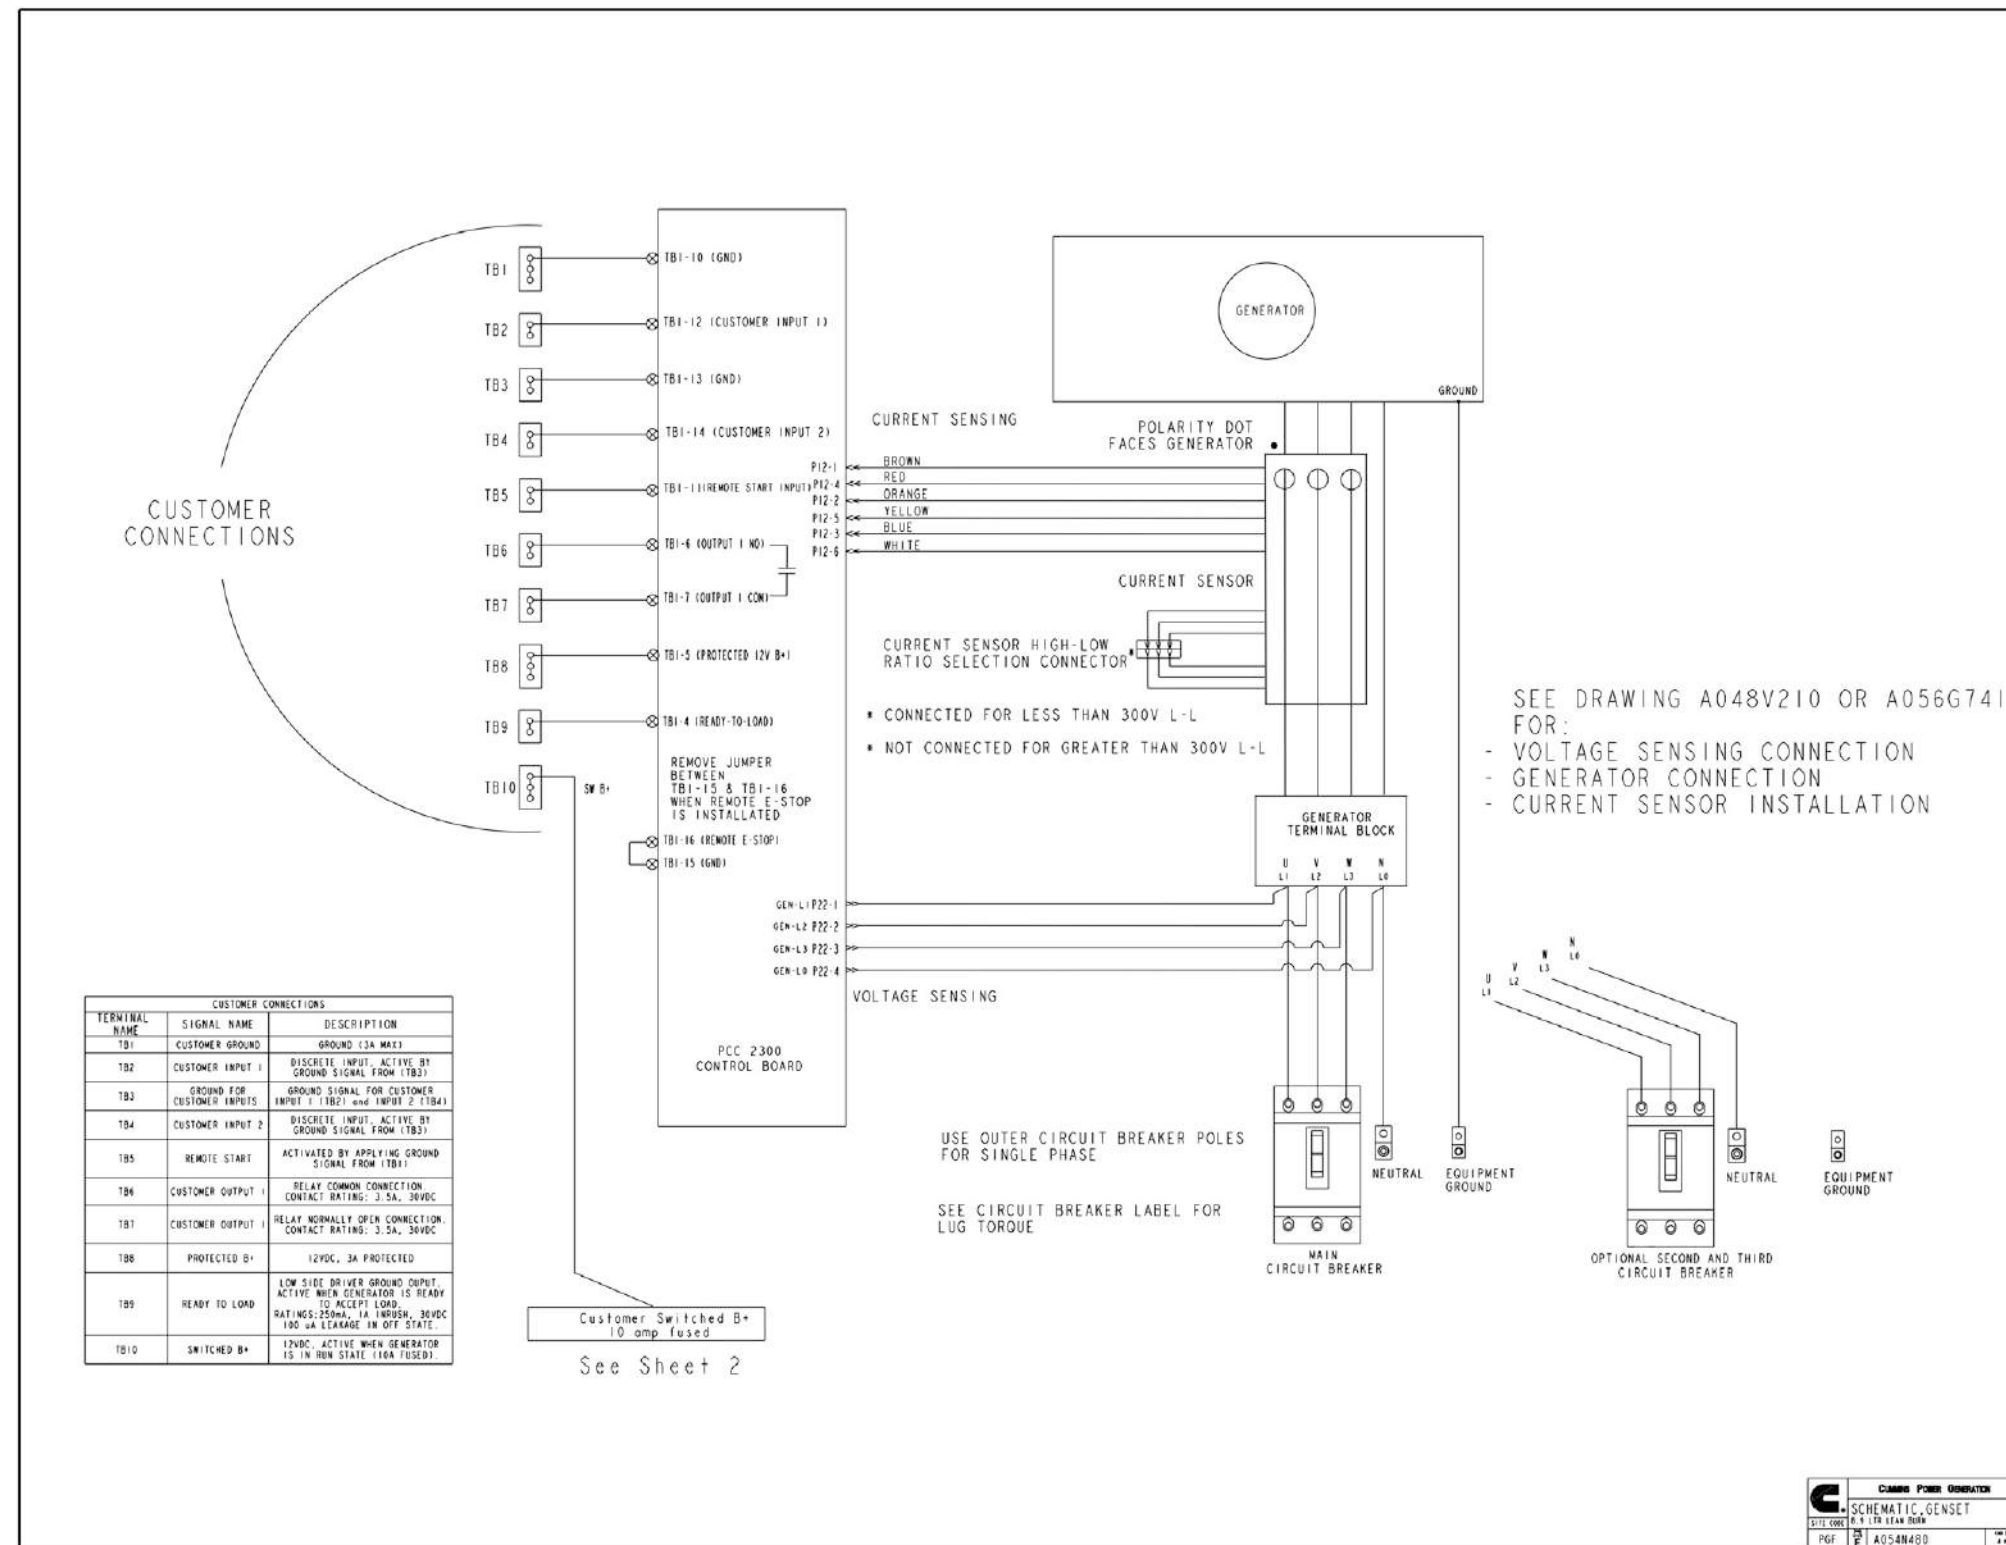 CUSTOMER
CONNECTIONS
TB1
TB2
TB3
TB4
TB5
TB6
TB7
TB8
TB9
TB10
SW B+
TB1-10 (GND)
TB1-12 (CUSTOMER INPUT 1)
TB1-13 (GND)
TB1-14 (CUSTOMER INPUT 2)
TB1-11(REMOTE START INPUT)
TB1-6 (OUTPUT 1 NO)
TB1-7 (OUTPUT 1 COM)
TB1-5 (PROTECTED 12V B+)
TB1-4 (READY-TO-LOAD)
REMOVE JUMPER
BETWEEN
TB1-15 & TB1-16
WHEN REMOTE E-STOP
IS INSTALLATED
TB1-16 (REMOTE E-STOP)
TB1-15 (GND)
P12-1
P12-4
P12-2
P12-5
P12-3
P12-6
GEN-L1 P22-1
GEN-L2 P22-2
GEN-L3 P22-3
GEN-L0 P22-4
PCC 2300
CONTROL BOARD
CURRENT SENSING
BROWN
RED
ORANGE
YELLOW
BLUE
WHITE
GENERATOR
GROUND
POLARITY DOT
FACES GENERATOR
CURRENT SENSOR
CURRENT SENSOR HIGH-LOW
RATIO SELECTION CONNECTOR *
* CONNECTED FOR LESS THAN 300V L-L
* NOT CONNECTED FOR GREATER THAN 300V L-L
GENERATOR
TERMINAL BLOCK
U V W N
L1 L2 L3 L0
VOLTAGE SENSING
SEE DRAWING A048V210 OR A056G741
FOR:
- VOLTAGE SENSING CONNECTION
- GENERATOR CONNECTION
- CURRENT SENSOR INSTALLATION
N
L0
W
L3
V
L2
U
L1
USE OUTER CIRCUIT BREAKER POLES
FOR SINGLE PHASE
SEE CIRCUIT BREAKER LABEL FOR
LUG TORQUE
NEUTRAL
EQUIPMENT
GROUND
MAIN
CIRCUIT BREAKER
NEUTRAL
EQUIPMENT
GROUND
OPTIONAL SECOND AND THIRD
CIRCUIT BREAKER
CUSTOMER CONNECTIONS
TERMINAL
NAME
SIGNAL NAME
DESCRIPTION
TB1
CUSTOMER GROUND
GROUND (3A MAX)
TB2
CUSTOMER INPUT 1
DISCRETE INPUT, ACTIVE BY
GROUND SIGNAL FROM (TB3)
TB3
GROUND FOR
CUSTOMER INPUTS
GROUND SIGNAL FOR CUSTOMER
INPUT 1 (TB2) and INPUT 2 (TB4)
TB4
CUSTOMER INPUT 2
DISCRETE INPUT, ACTIVE BY
GROUND SIGNAL FROM (TB3)
TB5
REMOTE START
ACTIVATED BY APPLYING GROUND
SIGNAL FROM (TB1)
TB6
CUSTOMER OUTPUT 1
RELAY COMMON CONNECTION.
CONTACT RATING: 3.5A, 30VDC
TB7
CUSTOMER OUTPUT 1
RELAY NORMALLY OPEN CONNECTION.
CONTACT RATING: 3.5A, 30VDC
TB8
PROTECTED B+
12VDC, 3A PROTECTED
TB9
READY TO LOAD
LOW SIDE DRIVER GROUND OUPUT.
ACTIVE WHEN GENERATOR IS READY
TO ACCEPT LOAD.
RATINGS:250mA, 1A INRUSH, 30VDC
100 uA LEAKAGE IN OFF STATE.
TB10
SWITCHED B+
12VDC, ACTIVE WHEN GENERATOR
IS IN RUN STATE (10A FUSED).
Customer Switched B+
10 amp fused
See Sheet 2
CUMMINS POWER GENERATION
SCHEMATIC,GENSET
8.9 LTR LEAN BURN
SITE CODE
PGF
A054N480